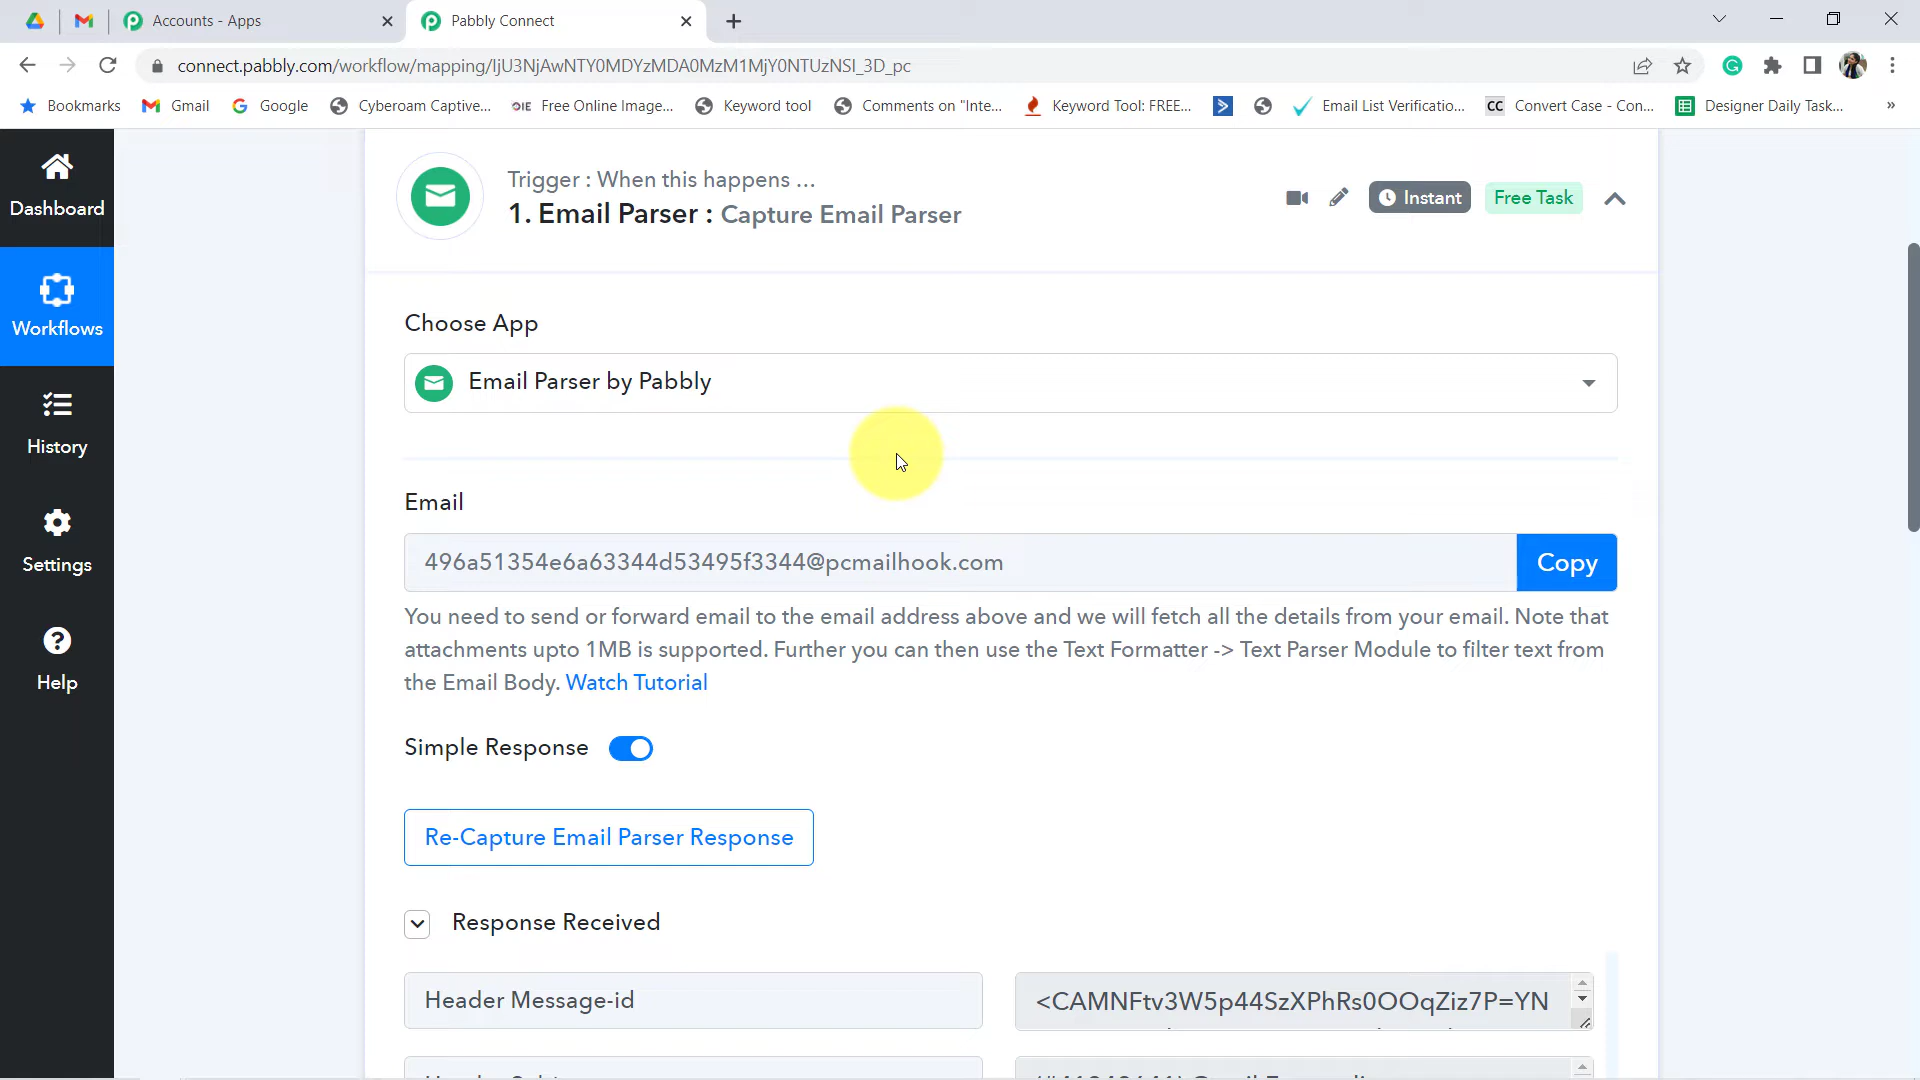 Accounts - Apps
Pabbly Connect
connect.pabbly.com/workflow/mapping/IjU3NjAwNTY0MDYzMDA0MzM1MjY0NTUzNSI_3D_pc
Bookmarks
Gmail
Google
Cyberoam Captive...
OIE Free Online Image...
Keyword tool
Comments on "Inte...
Keyword Tool: FREE...
Email List Verificatio...
CC Convert Case - Con...
Designer Daily Task...
»
Dashboard
Workflows
History
Settings
Help
Trigger : When this happens ...
1. Email Parser : Capture Email Parser
Instant
Free Task
Choose App
Email Parser by Pabbly
Email
496a51354e6a63344d53495f3344@pcmailhook.com
Copy
You need to send or forward email to the email address above and we will fetch all the details from your email. Note that
attachments upto 1MB is supported. Further you can then use the Text Formatter -> Text Parser Module to filter text from
the Email Body. Watch Tutorial
Simple Response
Re-Capture Email Parser Response
Response Received
Header Message-id
<CAMNFtv3W5p44SzXPhRs0OOqZiz7P=YN